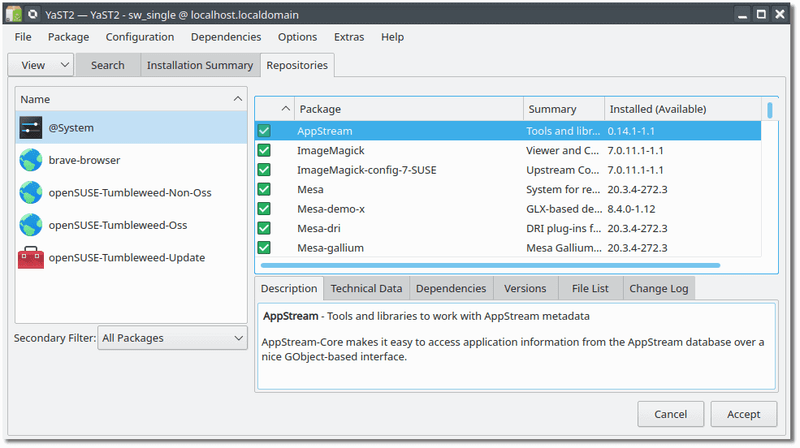 YaST2 — YaST2 - sw_single @ localhost.localdomain
File Package Configuration Dependencies Options Extras Help
View Search Installation Summary Repositories
Name
@System
brave-browser
openSUSE-Tumbleweed-Non-Oss
openSUSE-Tumbleweed-Oss
openSUSE-Tumbleweed-Update
Secondary Filter: All Packages
Package Summary Installed (Available)
AppStream Tools and libr... 0.14.1-1.1
ImageMagick Viewer and C... 7.0.11.1-1.1
ImageMagick-config-7-SUSE Upstream Co... 7.0.11.1-1.1
Mesa System for re... 20.3.4-272.3
Mesa-demo-x GLX-based de... 8.4.0-1.12
Mesa-dri DRI plug-ins f... 20.3.4-272.3
Mesa-gallium Mesa Gallium... 20.3.4-272.3
Description Technical Data Dependencies Versions File List Change Log
AppStream - Tools and libraries to work with AppStream metadata
AppStream-Core makes it easy to access application information from the AppStream database over a
nice GObject-based interface.
Cancel Accept